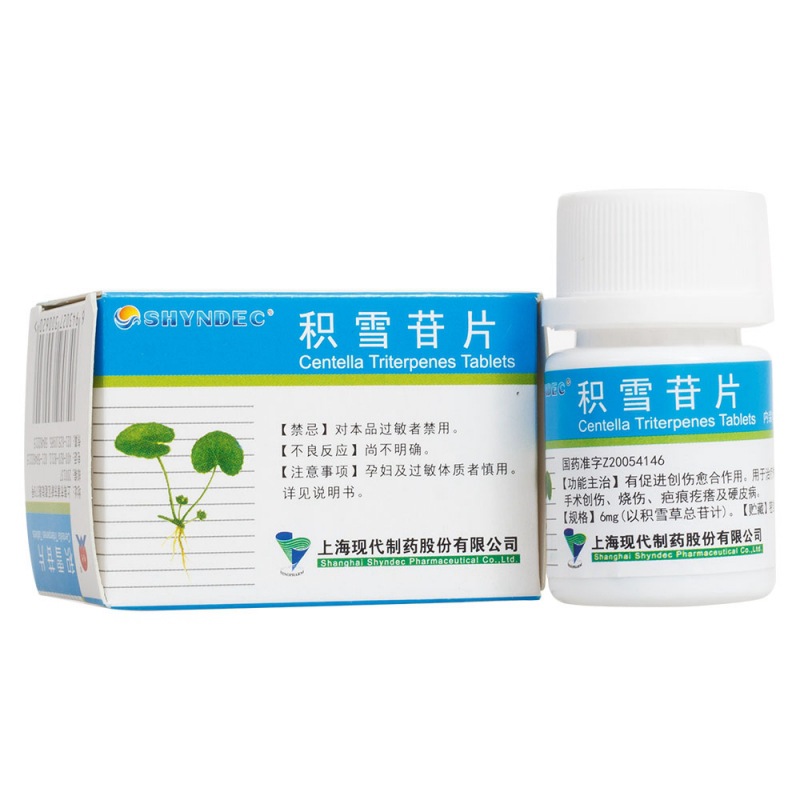 SHYNDEC®
积雪苷片
Centella Triterpenes Tablets
【禁忌】对本品过敏者禁用。
【不良反应】尚不明确。
【注意事项】孕妇及过敏体质者慎用。
详见说明书。
上海现代制药股份有限公司
Shanghai Shyndec Pharmaceutical Co.,Ltd.
积雪苷片
积雪苷片
Centella Triterpenes Tablets
国药准字Z20054146
【功能主治】有促进创伤愈合作用。用于治疗
手术创伤、烧伤、疤痕疙瘩及硬皮病。
【规格】6mg(以积雪草总苷计)。【贮藏】
上海现代制药股份有限公司
Shanghai Shyndec Pharmaceutical Co.,Ltd.